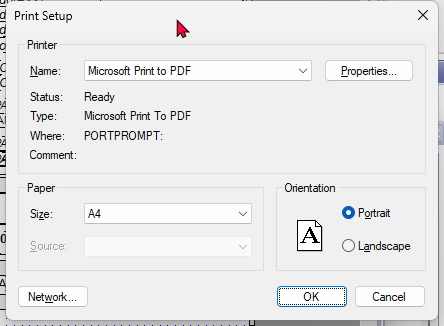 Print Setup
Printer
Name: Microsoft Print to PDF Properties...
Status: Ready
Type: Microsoft Print To PDF
Where: PORTPROMPT:
Comment:
Paper
Size: A4
Source:
Orientation
A
Portrait
Landscape
Network... OK Cancel